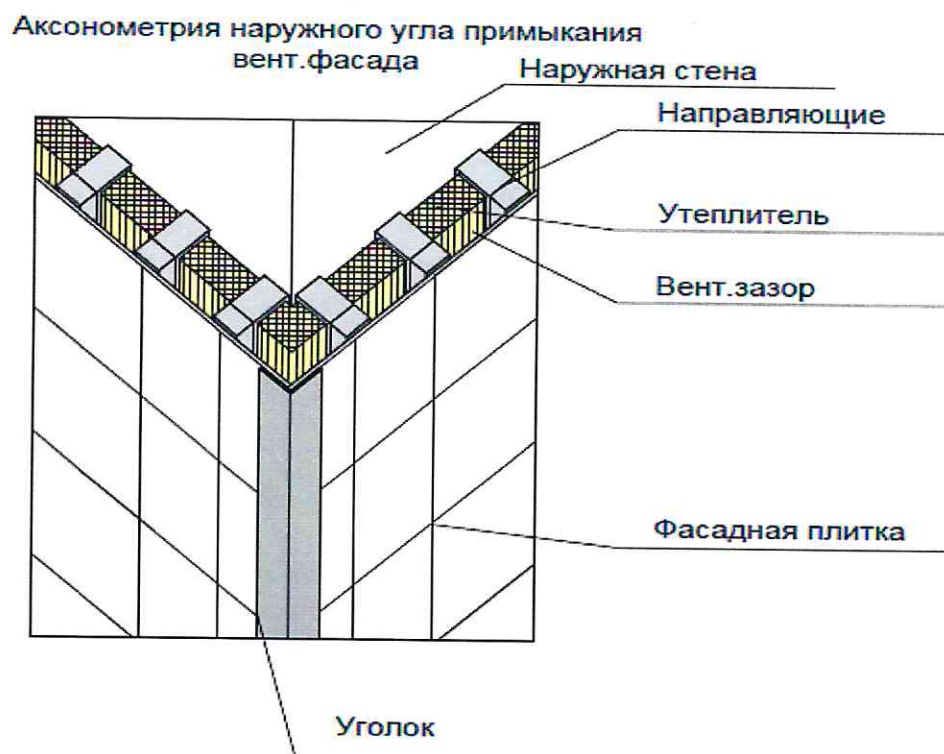 Аксонометрия наружного угла примыкания
вент.фасада
Наружная стена
Направляющие
Утеплитель
Вент.зазор
Фасадная плитка
Уголок